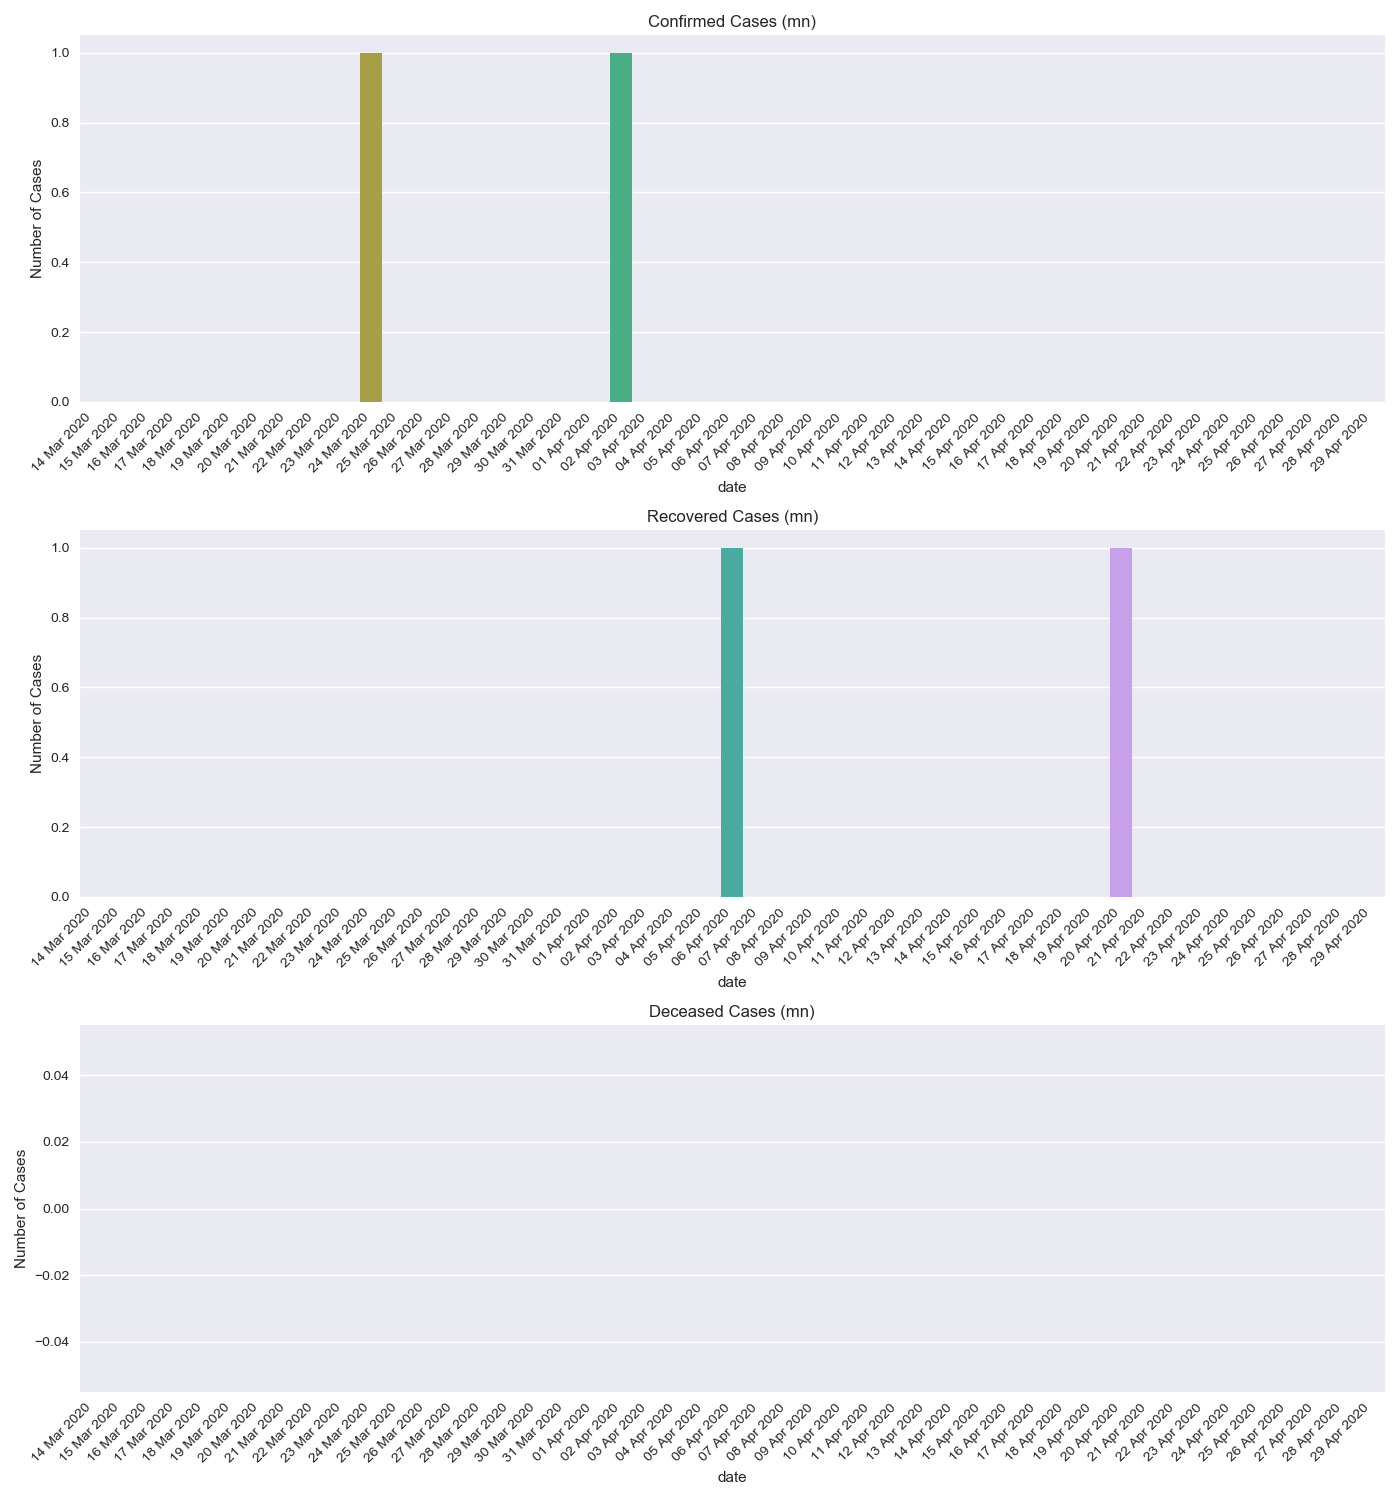 Confirmed Cases (mn)
Number of Cases
1.0
0.8
0.6
0.4
0.2
0.0
14 Mar 2020
15 Mar 2020
16 Mar 2020
17 Mar 2020
18 Mar 2020
19 Mar 2020
20 Mar 2020
21 Mar 2020
22 Mar 2020
23 Mar 2020
24 Mar 2020
25 Mar 2020
26 Mar 2020
27 Mar 2020
28 Mar 2020
29 Mar 2020
30 Mar 2020
31 Mar 2020
01 Apr 2020
02 Apr 2020
03 Apr 2020
04 Apr 2020
05 Apr 2020
06 Apr 2020
07 Apr 2020
08 Apr 2020
09 Apr 2020
10 Apr 2020
11 Apr 2020
12 Apr 2020
13 Apr 2020
14 Apr 2020
15 Apr 2020
16 Apr 2020
17 Apr 2020
18 Apr 2020
19 Apr 2020
20 Apr 2020
21 Apr 2020
22 Apr 2020
23 Apr 2020
24 Apr 2020
25 Apr 2020
26 Apr 2020
27 Apr 2020
28 Apr 2020
29 Apr 2020
date
Recovered Cases (mn)
Number of Cases
1.0
0.8
0.6
0.4
0.2
0.0
14 Mar 2020
15 Mar 2020
16 Mar 2020
17 Mar 2020
18 Mar 2020
19 Mar 2020
20 Mar 2020
21 Mar 2020
22 Mar 2020
23 Mar 2020
24 Mar 2020
25 Mar 2020
26 Mar 2020
27 Mar 2020
28 Mar 2020
29 Mar 2020
30 Mar 2020
31 Mar 2020
01 Apr 2020
02 Apr 2020
03 Apr 2020
04 Apr 2020
05 Apr 2020
06 Apr 2020
07 Apr 2020
08 Apr 2020
09 Apr 2020
10 Apr 2020
11 Apr 2020
12 Apr 2020
13 Apr 2020
14 Apr 2020
15 Apr 2020
16 Apr 2020
17 Apr 2020
18 Apr 2020
19 Apr 2020
20 Apr 2020
21 Apr 2020
22 Apr 2020
23 Apr 2020
24 Apr 2020
25 Apr 2020
26 Apr 2020
27 Apr 2020
28 Apr 2020
29 Apr 2020
date
Deceased Cases (mn)
Number of Cases
0.04
0.02
0.00
−0.02
−0.04
14 Mar 2020
15 Mar 2020
16 Mar 2020
17 Mar 2020
18 Mar 2020
19 Mar 2020
20 Mar 2020
21 Mar 2020
22 Mar 2020
23 Mar 2020
24 Mar 2020
25 Mar 2020
26 Mar 2020
27 Mar 2020
28 Mar 2020
29 Mar 2020
30 Mar 2020
31 Mar 2020
01 Apr 2020
02 Apr 2020
03 Apr 2020
04 Apr 2020
05 Apr 2020
06 Apr 2020
07 Apr 2020
08 Apr 2020
09 Apr 2020
10 Apr 2020
11 Apr 2020
12 Apr 2020
13 Apr 2020
14 Apr 2020
15 Apr 2020
16 Apr 2020
17 Apr 2020
18 Apr 2020
19 Apr 2020
20 Apr 2020
21 Apr 2020
22 Apr 2020
23 Apr 2020
24 Apr 2020
25 Apr 2020
26 Apr 2020
27 Apr 2020
28 Apr 2020
29 Apr 2020
date